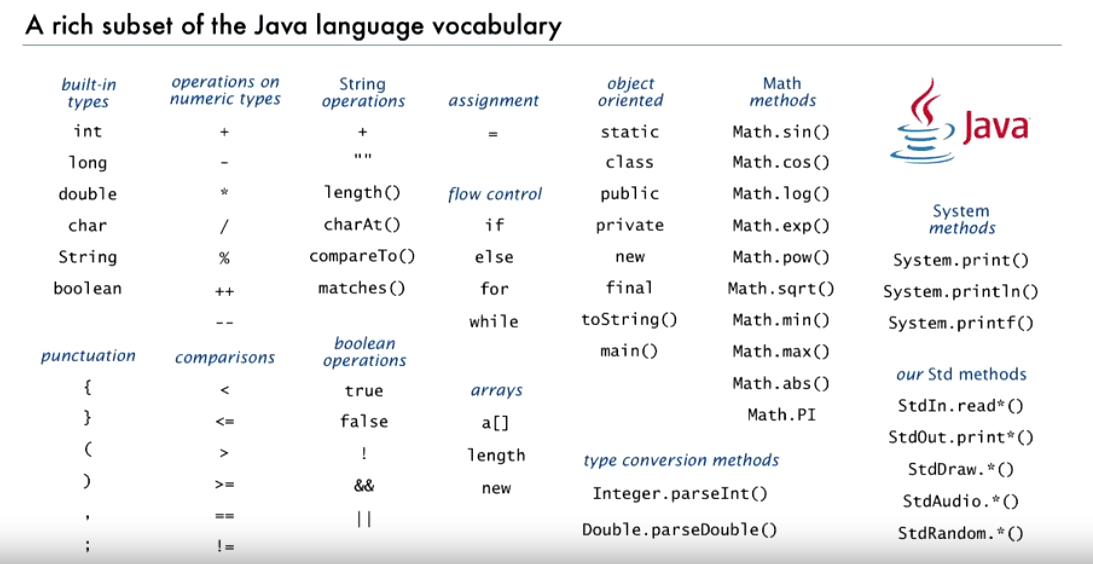 A rich subset of the Java language vocabulary
built-in
types
int
long
double
char
String
boolean
punctuation
{
}
(
)
,
;
operations on
numeric types
+
-
*
/
%
++
--
comparisons
<
<=
>
>=
==
!=
String
operations
+
""
length()
charAt()
compareTo()
matches()
boolean
operations
true
false
!
&&
||
assignment
=
flow control
if
else
for
while
arrays
a[]
length
new
object
oriented
static
class
public
private
new
final
toString()
main()
Math
methods
Math.sin()
Math.cos()
Math.log()
Math.exp()
Math.pow()
Math.sqrt()
Math.min()
Math.max()
Math.abs()
Math.PI
type conversion methods
Integer.parseInt()
Double.parseDouble()
Java
System
methods
System.print()
System.println()
System.printf()
our Std methods
StdIn.read*()
StdOut.print*()
StdDraw.*()
StdAudio.*()
StdRandom.*()